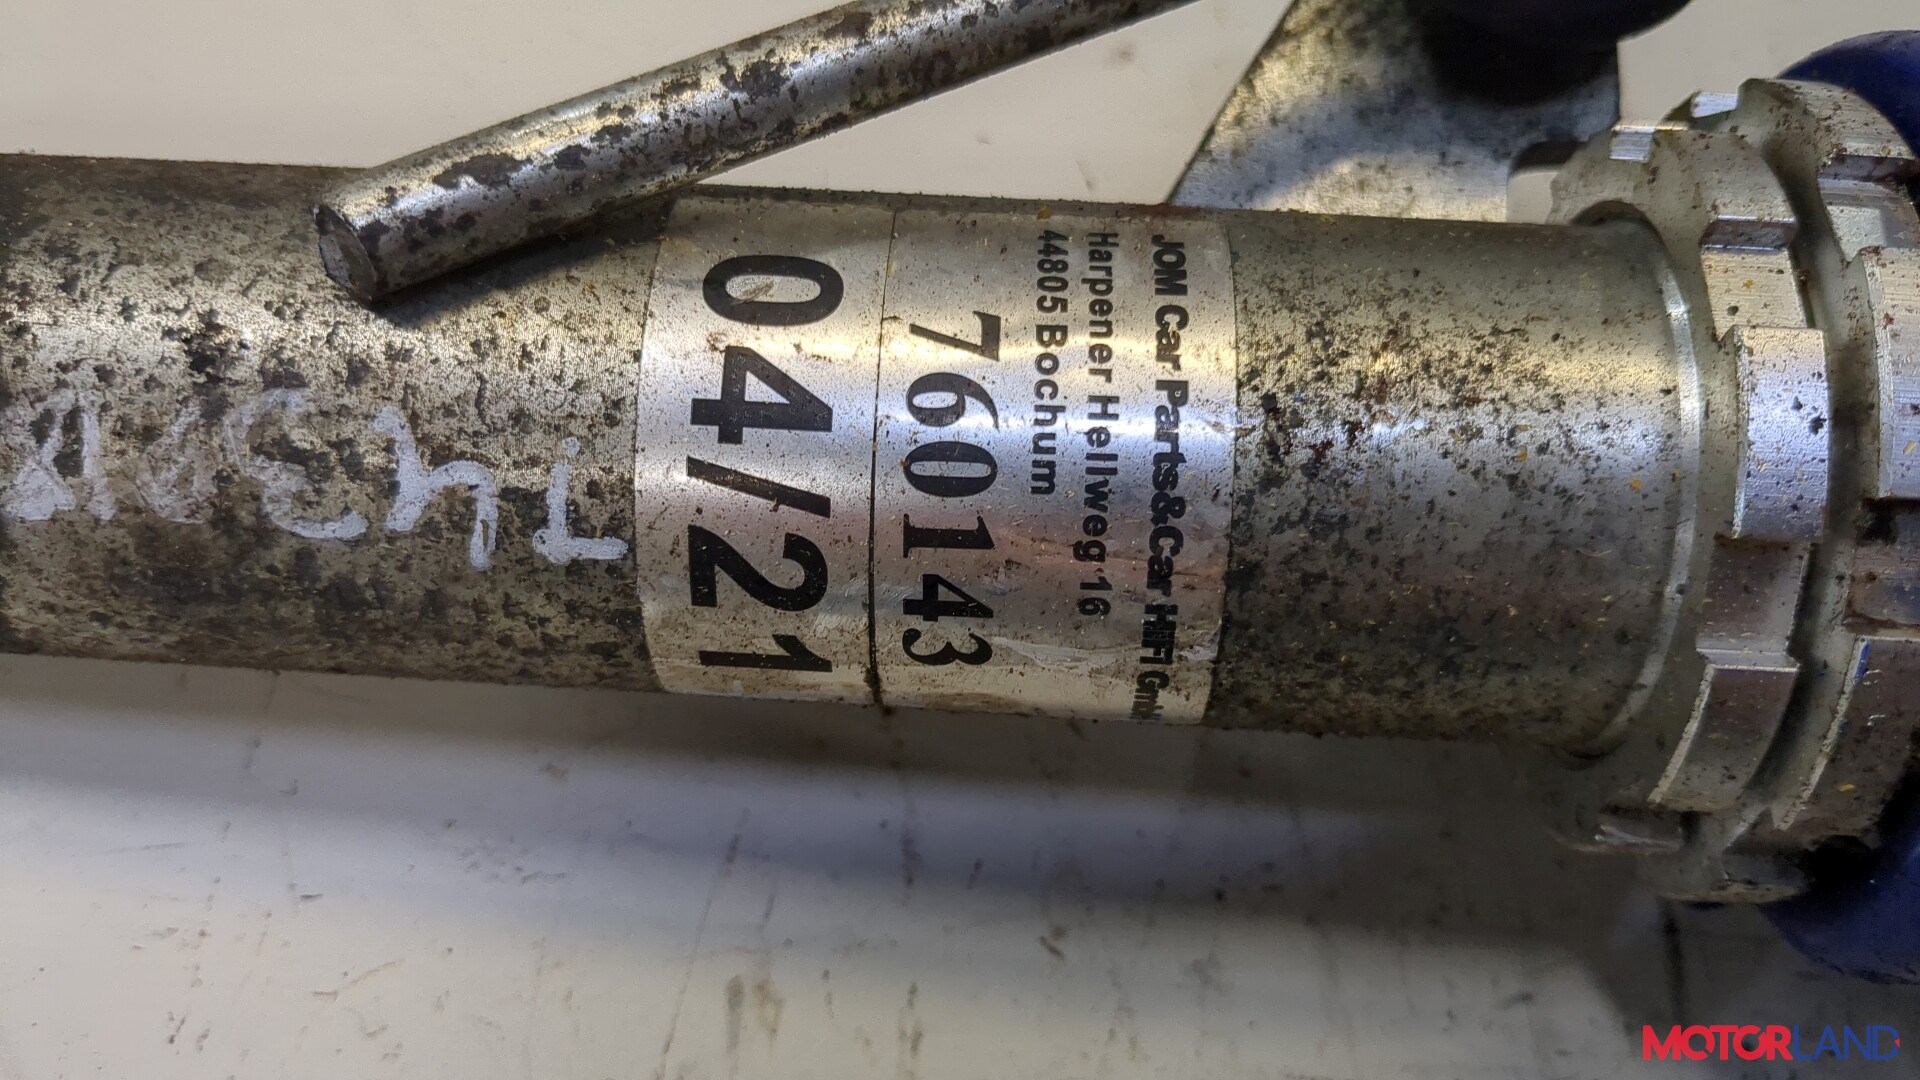 JOM Car Parts&Car HiFi GmbH
Harpener Hellweg 16
44805 Bochum
760143
04/21
MOTORLAND